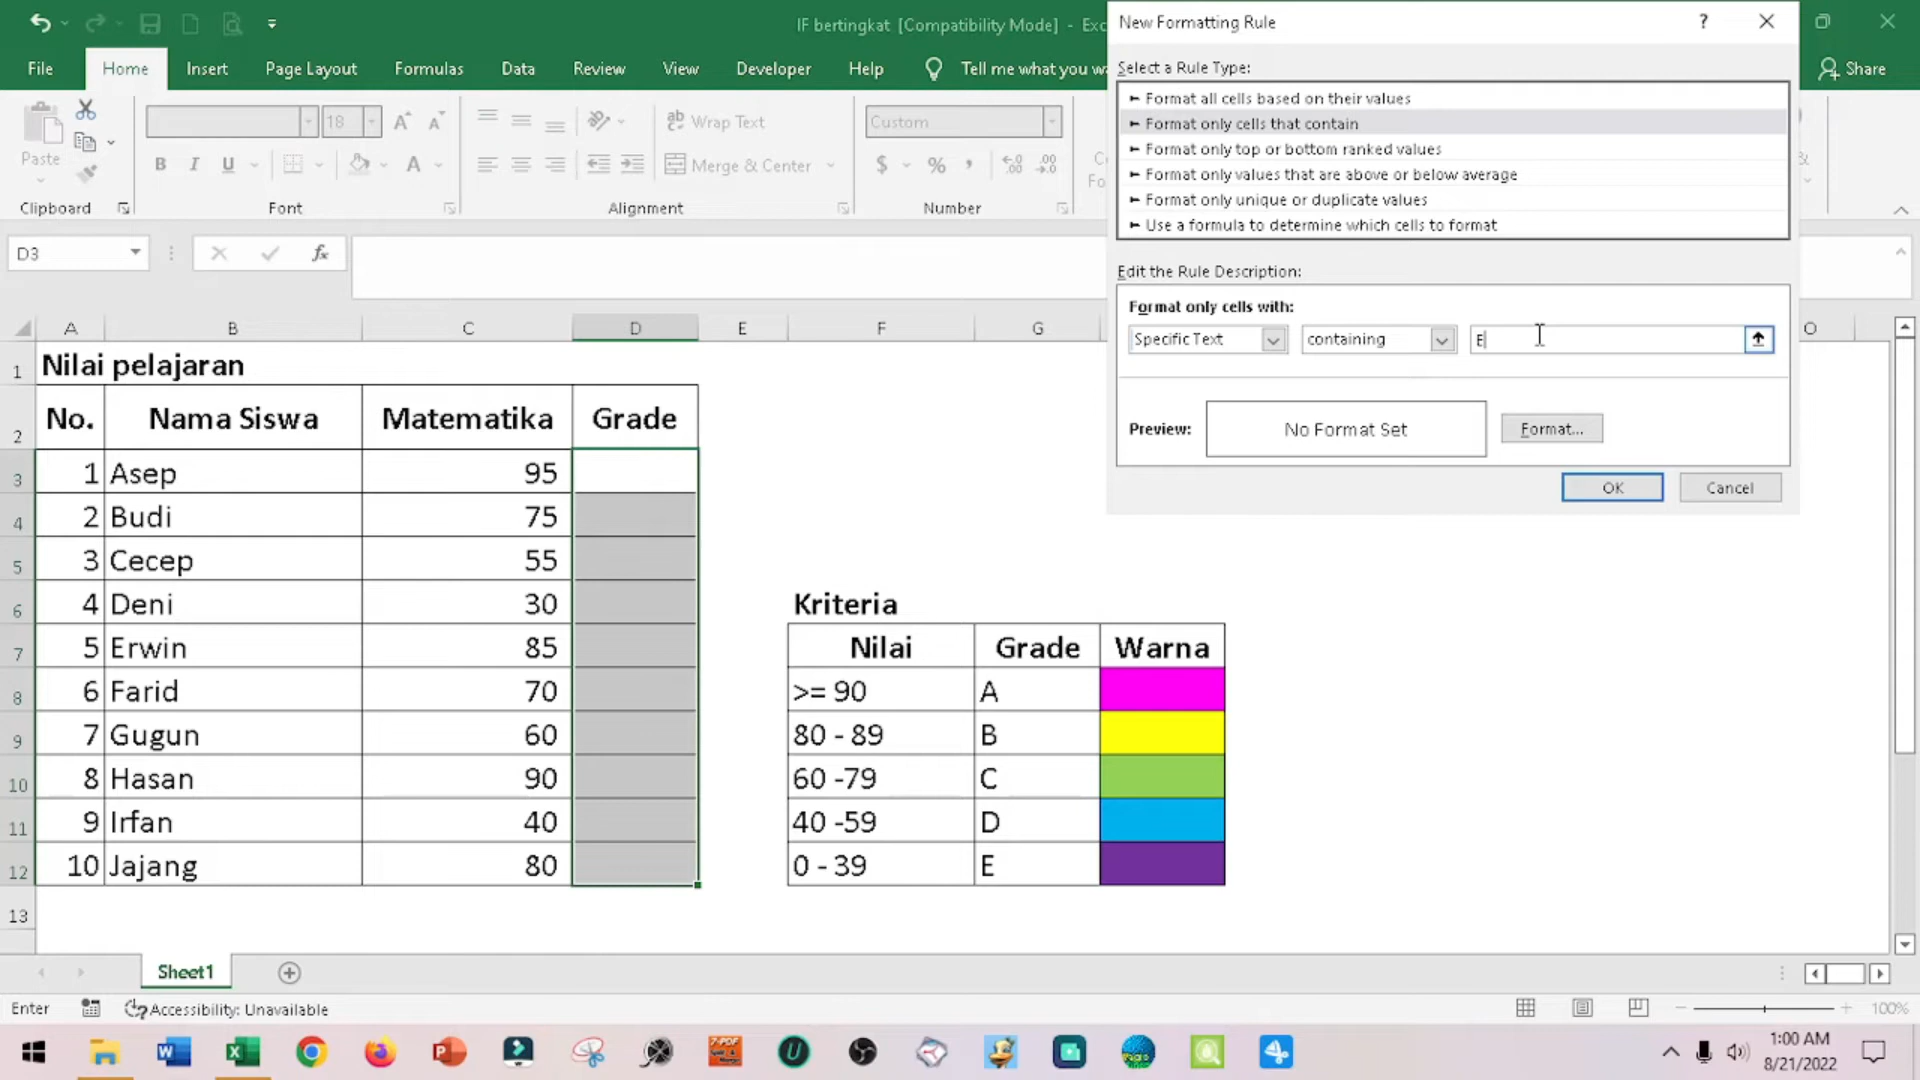 IF bertingkat [Compatibility Mode] - Exc
New Formatting Rule
?
File Home Insert Page Layout Formulas Data Review View Developer Help Tell me what you wa
Share
Select a Rule Type:
Format all cells based on their values
Format only cells that contain
Format only top or bottom ranked values
Format only values that are above or below average
Format only unique or duplicate values
Use a formula to determine which cells to format
Paste
18
Wrap Text
Custom
B I U A
Merge & Center
$ % ,
Clipboard
Font
Alignment
Number
D3
fx
Edit the Rule Description:
Format only cells with:
Specific Text containing E
Preview: No Format Set Format...
OK Cancel
A B C D E F G O
1 Nilai pelajaran
2 No. Nama Siswa Matematika Grade
3 1 Asep 95
4 2 Budi 75
5 3 Cecep 55
6 4 Deni 30
7 5 Erwin 85
8 6 Farid 70
9 7 Gugun 60
10 8 Hasan 90
11 9 Irfan 40
12 10 Jajang 80
13
Kriteria
Nilai Grade Warna
>= 90 A
80 - 89 B
60 -79 C
40 -59 D
0 - 39 E
Sheet1
Enter
Accessibility: Unavailable
100%
1:00 AM
8/21/2022